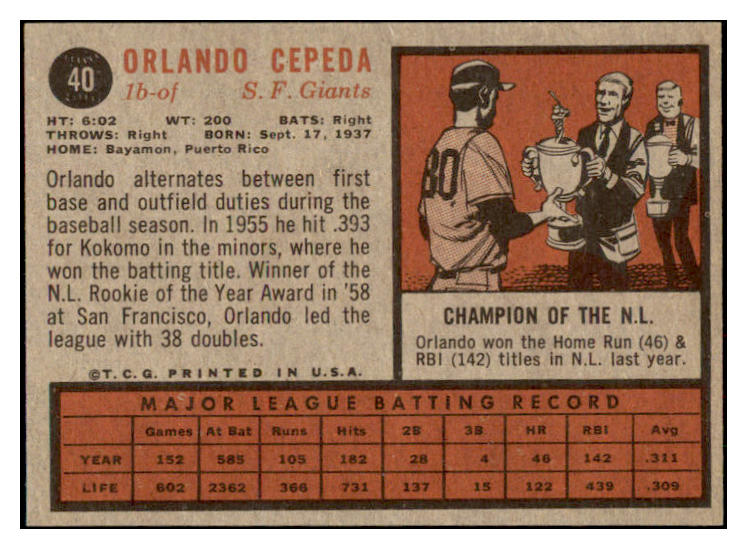 40
ORLANDO CEPEDA
1b-of S. F. Giants
HT: 6:02 WT: 200 BATS: Right
THROWS: Right BORN: Sept. 17, 1937
HOME: Bayamon, Puerto Rico
Orlando alternates between first
base and outfield duties during the
baseball season. In 1955 he hit .393
for Kokomo in the minors, where he
won the batting title. Winner of the
N.L. Rookie of the Year Award in '58
at San Francisco, Orlando led the
league with 38 doubles.
©T.C.G. PRINTED IN U.S.A.
80
CHAMPION OF THE N.L.
Orlando won the Home Run (46) &
RBI (142) titles in N.L. last year.
MAJOR LEAGUE BATTING RECORD
Games At Bat Runs Hits 2B 3B HR RBI Avg
YEAR 152 585 105 182 28 4 46 142 .311
LIFE 602 2362 366 731 137 15 122 439 .309